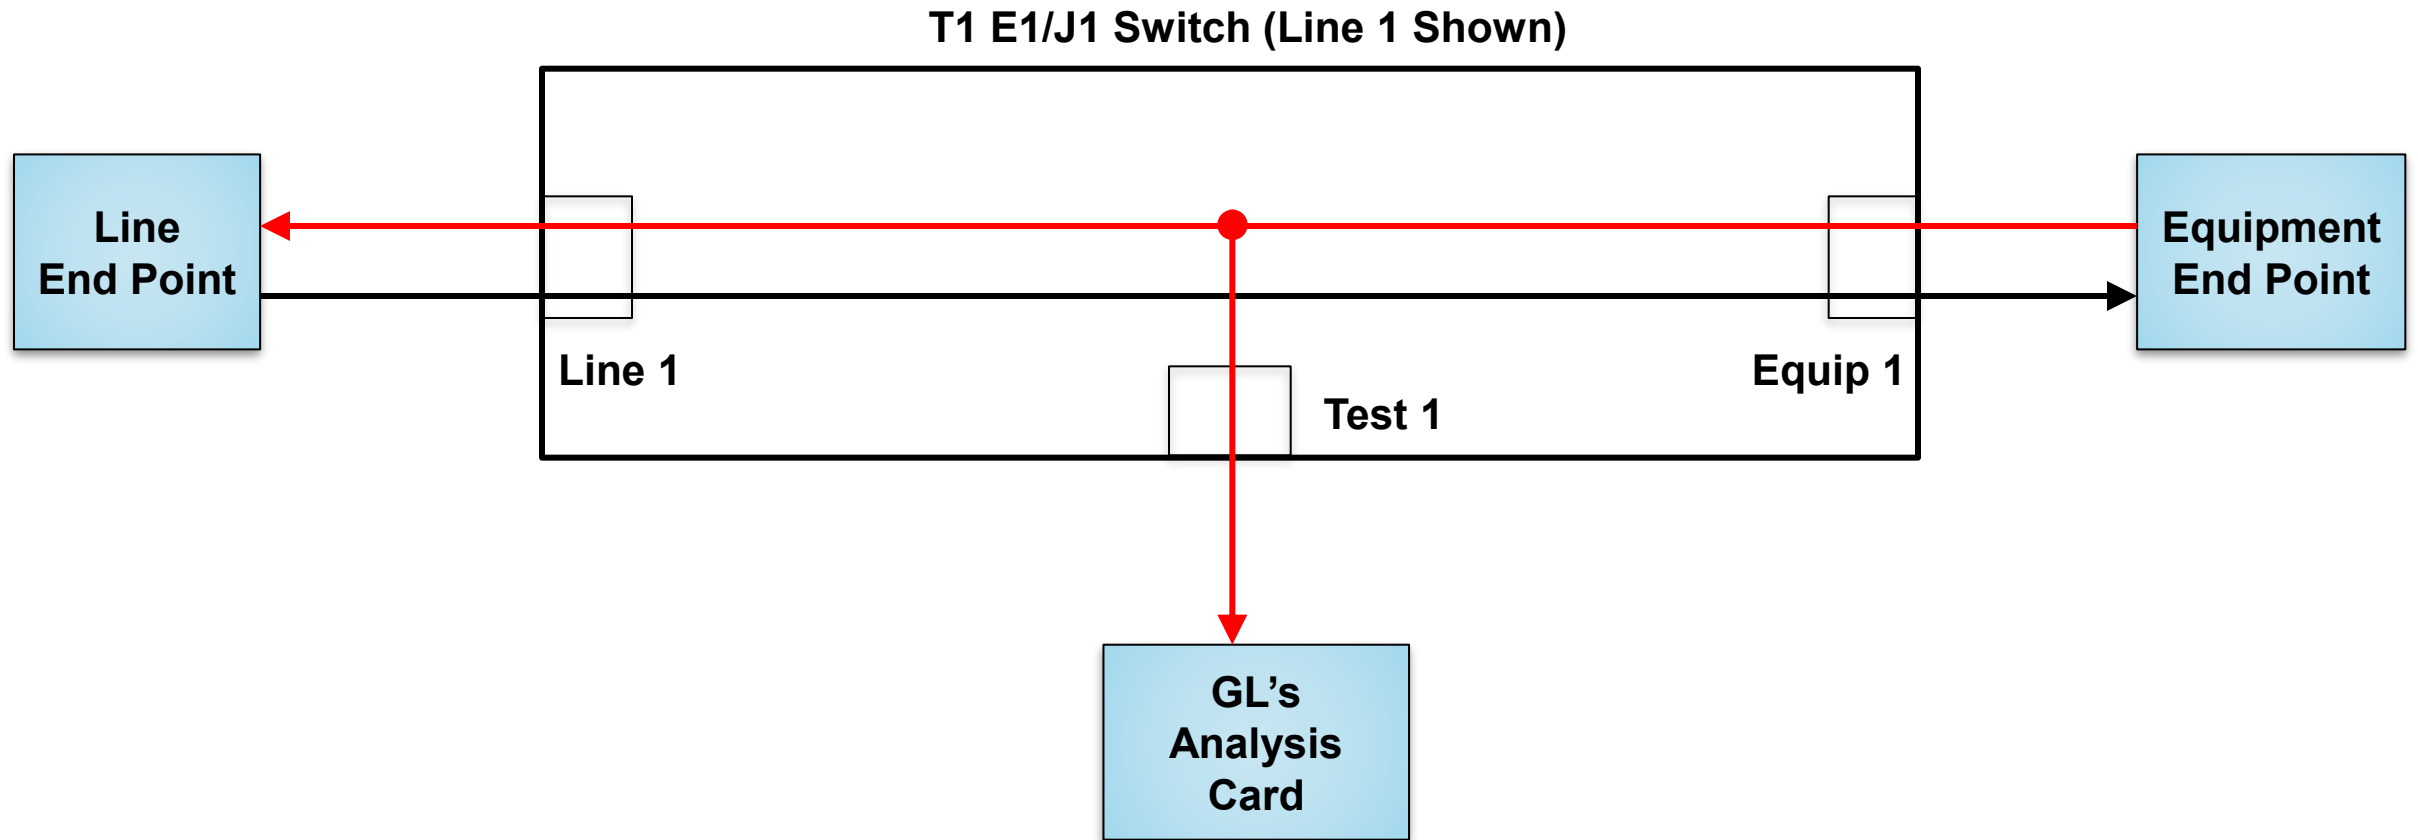 T1 E1/J1 Switch (Line 1 Shown)
Line
End Point
Equipment
End Point
Line 1
Equip 1
Test 1
GL’s
Analysis
Card